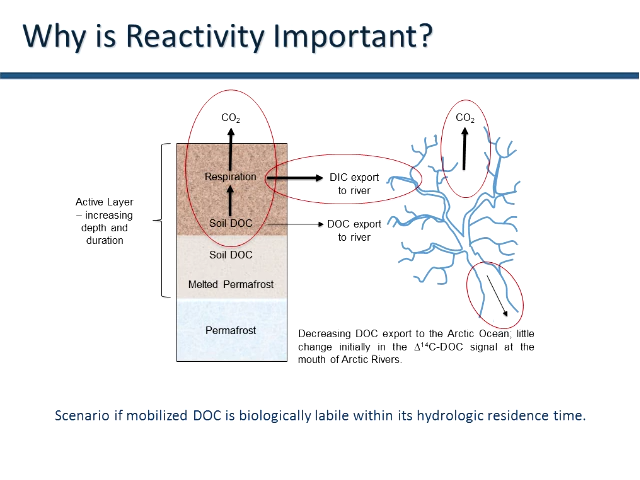 Why is Reactivity Important?
CO₂
CO₂
Respiration
DIC export
to river
Active Layer
– increasing
depth and
duration
Soil DOC
DOC export
to river
Soil DOC
Melted Permafrost
Permafrost
Decreasing DOC export to the Arctic Ocean; little
change initially in the Δ¹⁴C-DOC signal at the
mouth of Arctic Rivers.
Scenario if mobilized DOC is biologically labile within its hydrologic residence time.